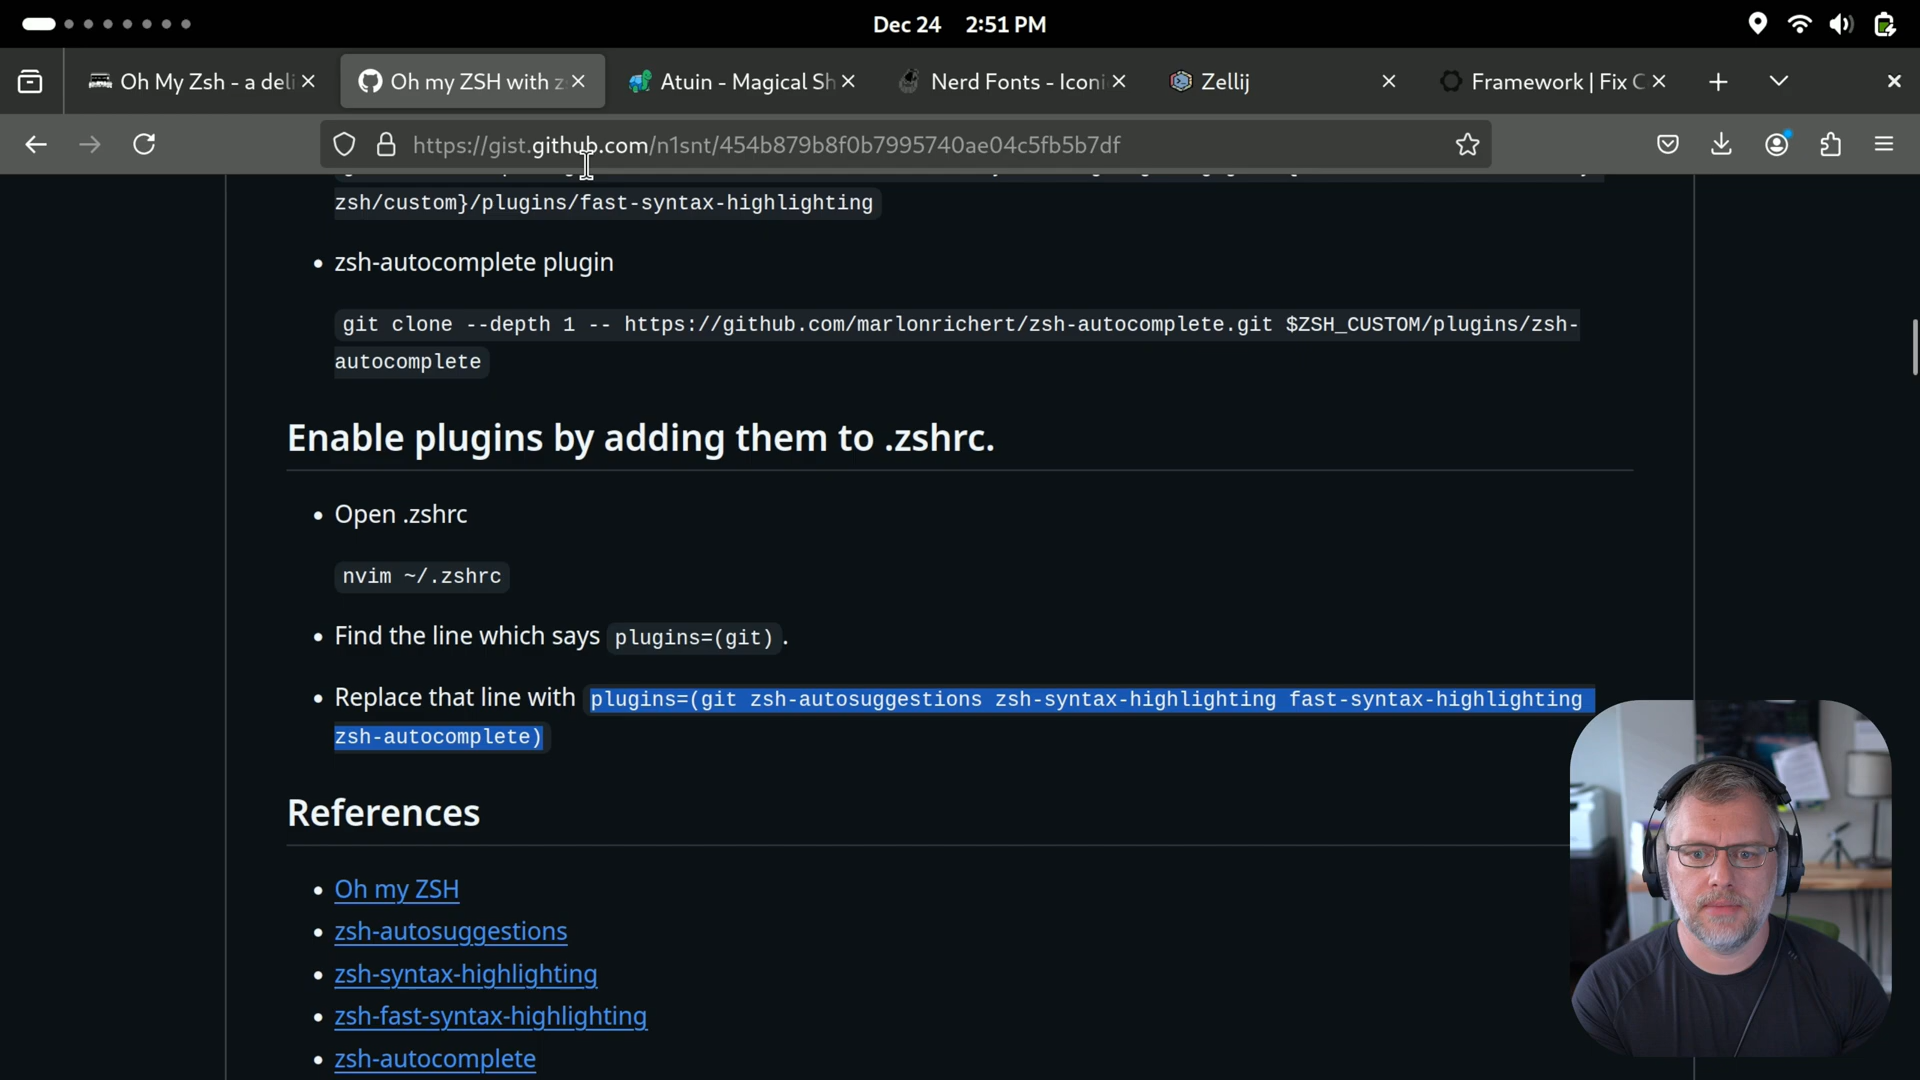 Dec 24 2:51 PM
Oh My Zsh - a deli
Oh my ZSH with zs
Atuin - Magical Sh
Nerd Fonts - Iconi
Zellij
Framework | Fix C
https://gist.github.com/n1snt/454b879b8f0b7995740ae04c5fb5b7df
zsh/custom}/plugins/fast-syntax-highlighting
• zsh-autocomplete plugin
git clone --depth 1 -- https://github.com/marlonrichert/zsh-autocomplete.git $ZSH_CUSTOM/plugins/zsh-
autocomplete
Enable plugins by adding them to .zshrc.
• Open .zshrc
nvim ~/.zshrc
• Find the line which says plugins=(git).
• Replace that line with plugins=(git zsh-autosuggestions zsh-syntax-highlighting fast-syntax-highlighting
zsh-autocomplete)
References
• Oh my ZSH
• zsh-autosuggestions
• zsh-syntax-highlighting
• zsh-fast-syntax-highlighting
• zsh-autocomplete